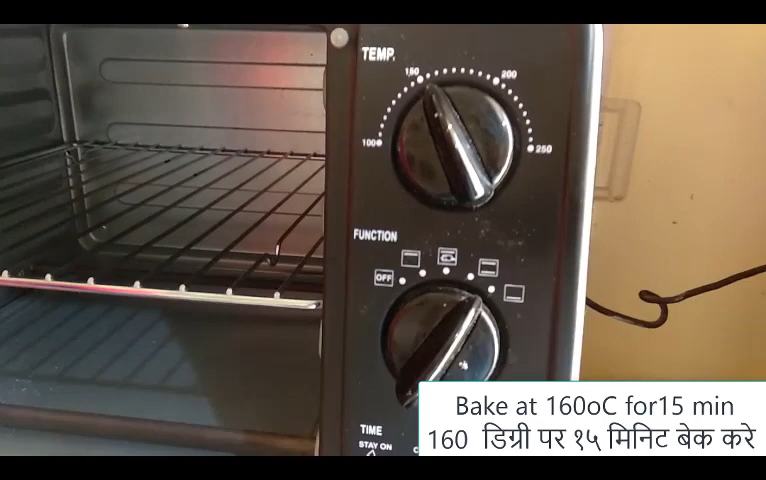 TEMP.
150
200
100
250
FUNCTION
OFF
TIME
STAY ON
Bake at 160oC for15 min
160 डिग्री पर १५ मिनिट बेक करे